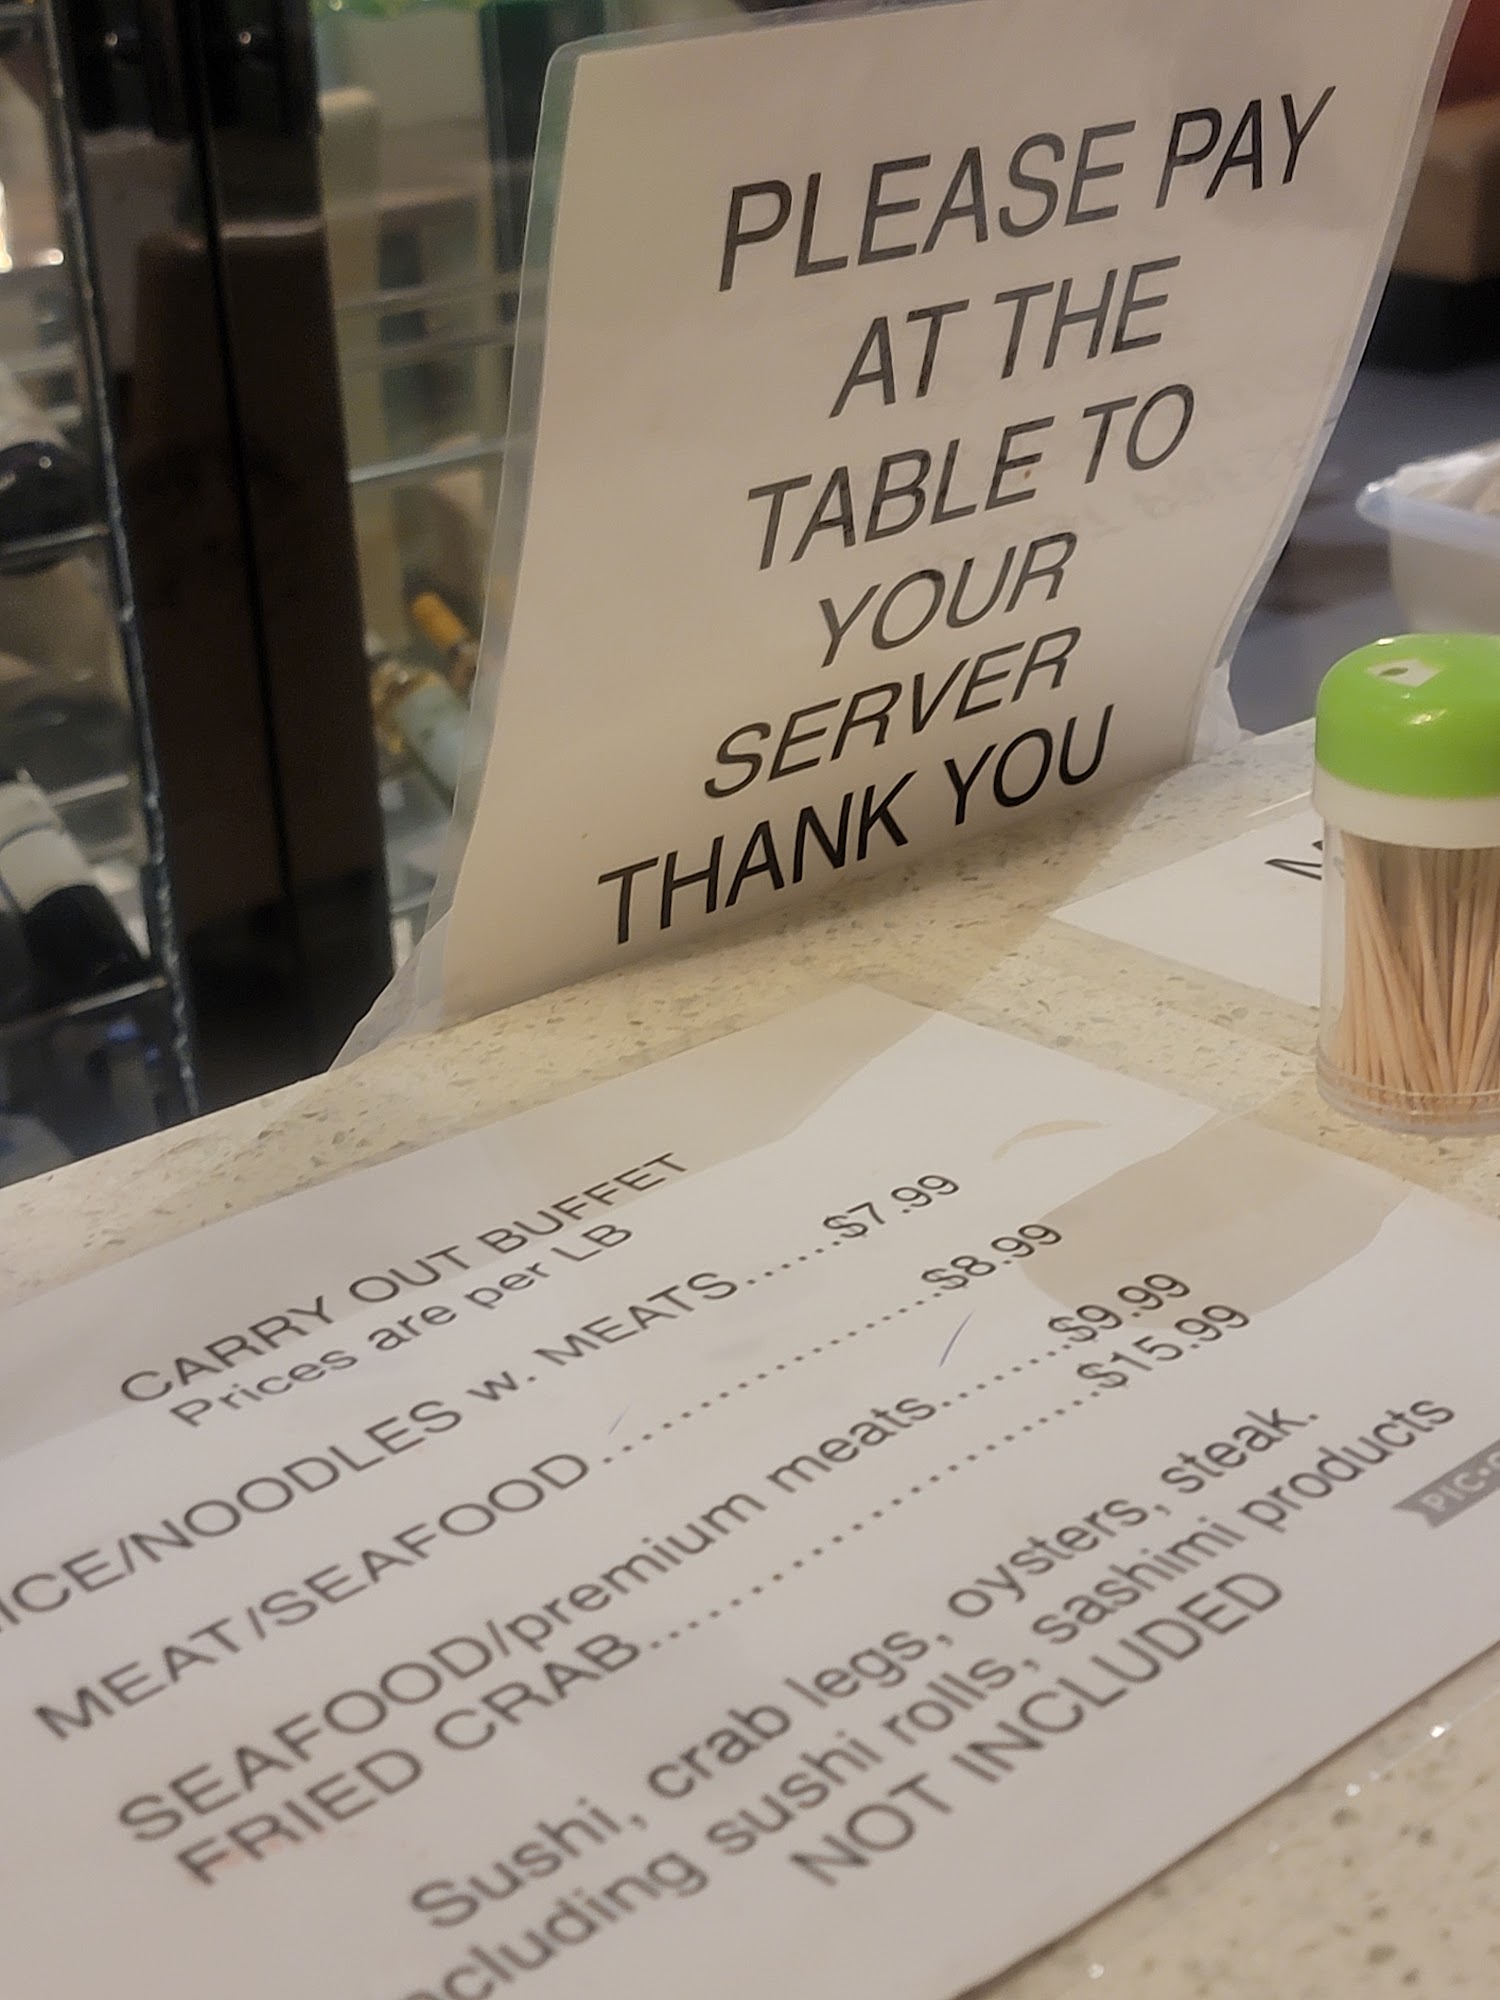 PLEASE PAY
AT THE
TABLE TO
YOUR
SERVER
THANK YOU
CARRY OUT BUFFET
Prices are per LB
ICE/NOODLES w. MEATS......$7.99
MEAT/SEAFOOD....................$8.99
SEAFOOD/premium meats........$9.99
FRIED CRAB...........................$15.99
Sushi, crab legs, oysters, steak.
cluding sushi rolls, sashimi products
NOT INCLUDED
PIC•C